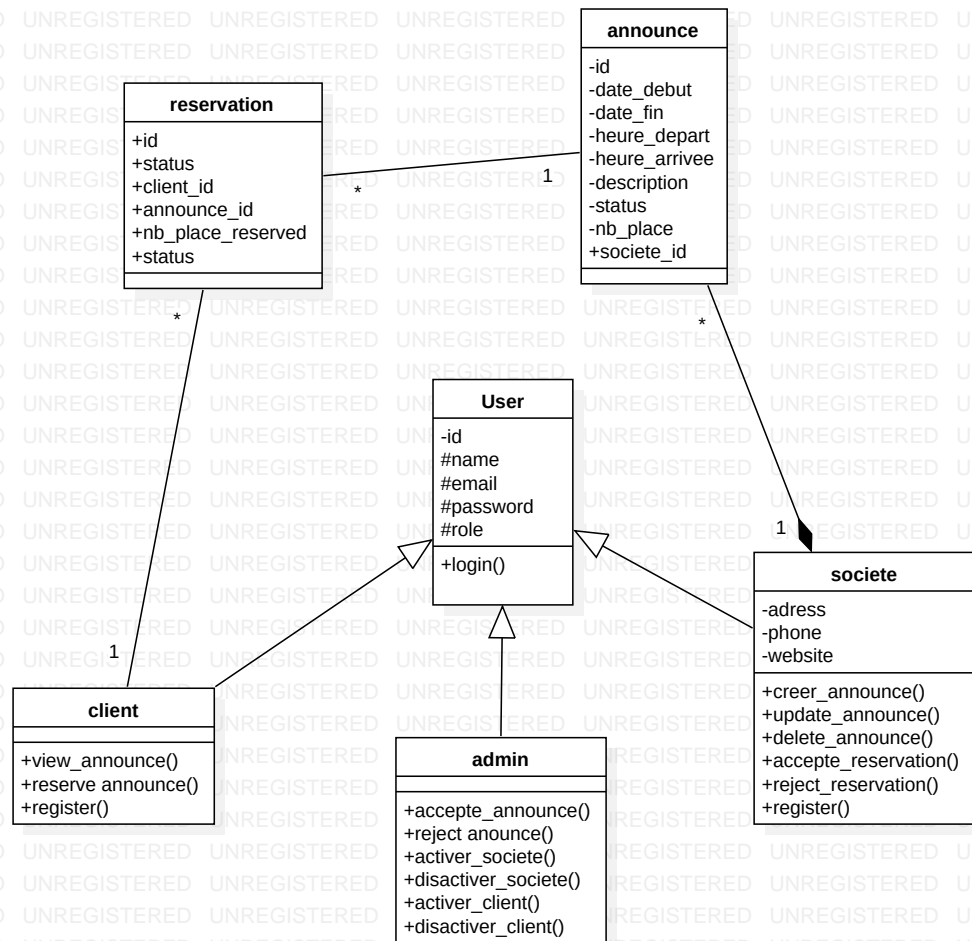 announce
-id
-date_debut
-date_fin
-heure_depart
-heure_arrivee
-description
-status
-nb_place
+societe_id
reservation
+id
+status
+client_id
+announce_id
+nb_place_reserved
+status
*
1
*
1
*
1
User
-id
#name
#email
#password
#role
+login()
societe
-adress
-phone
-website
+creer_announce()
+update_announce()
+delete_announce()
+accepte_reservation()
+reject_reservation()
+register()
client
+view_announce()
+reserve announce()
+register()
admin
+accepte_announce()
+reject anounce()
+activer_societe()
+disactiver_societe()
+activer_client()
+disactiver_client()
UNREGISTERED